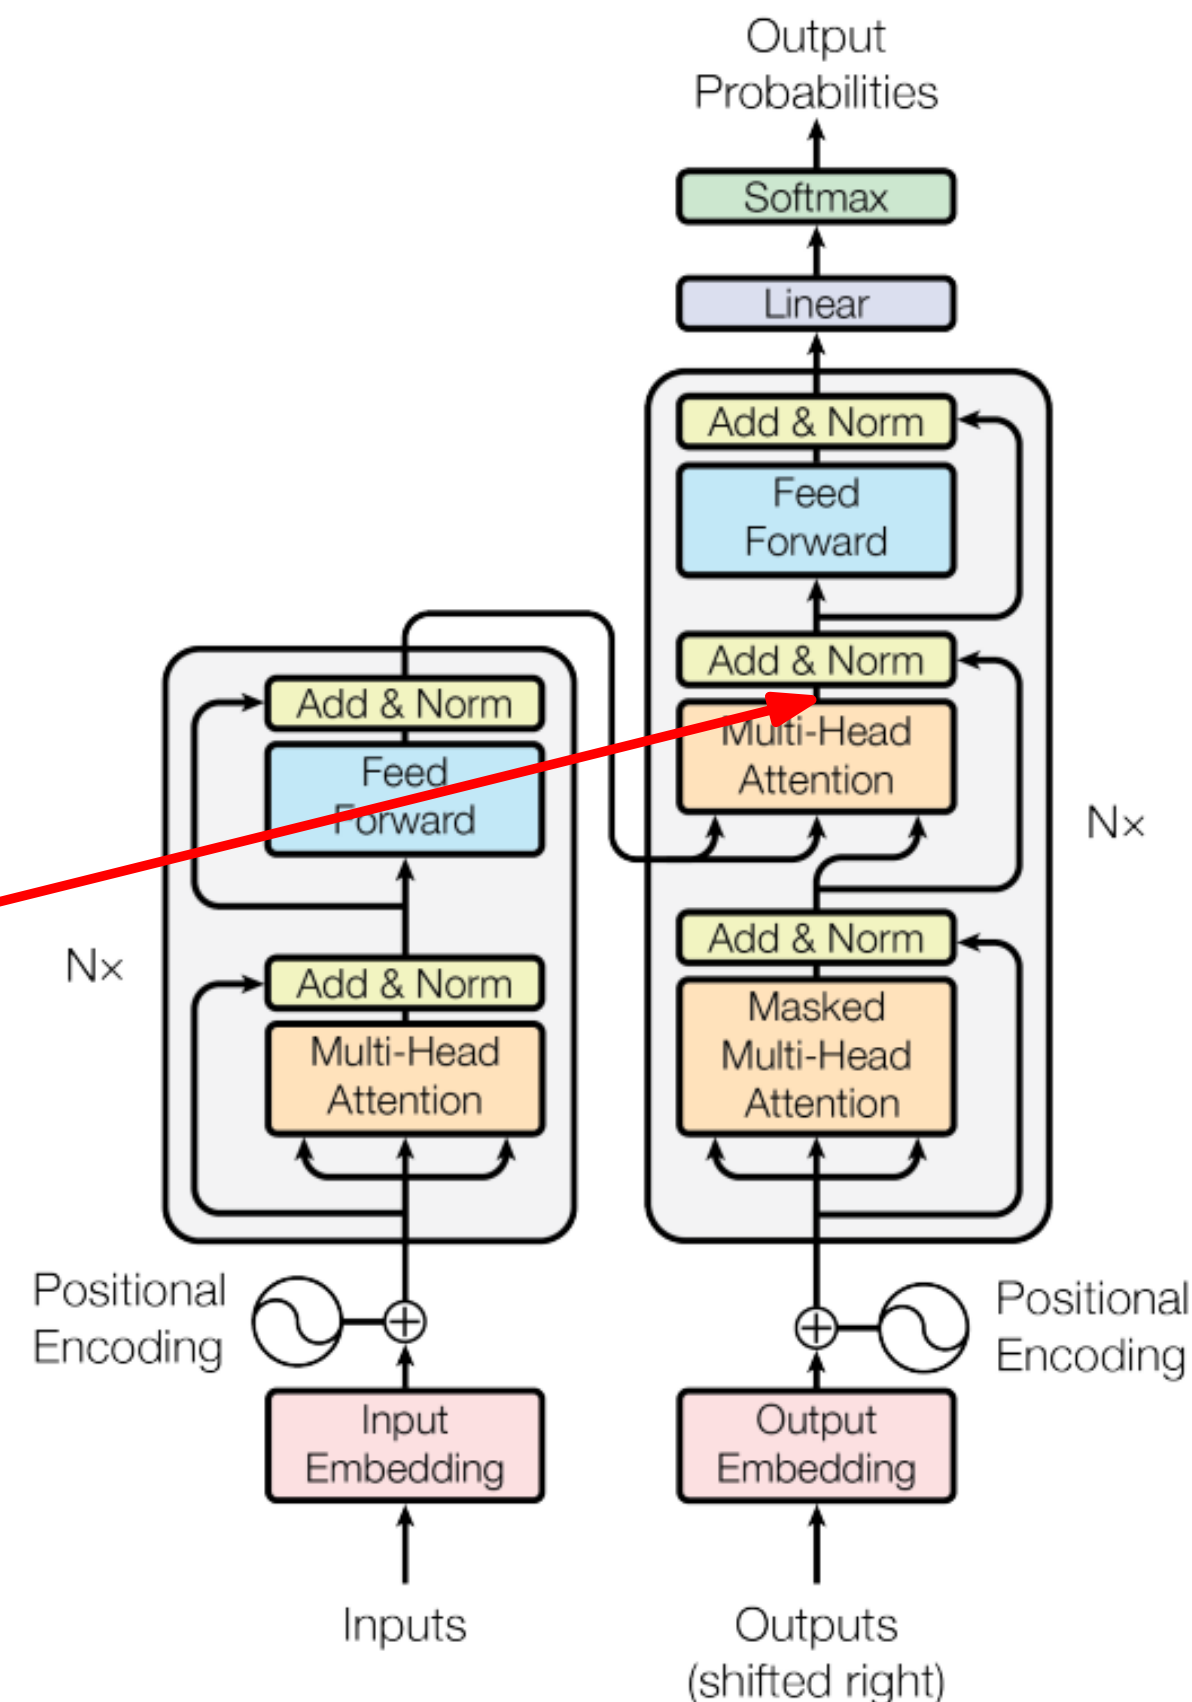 Output
Probabilities
Softmax
Linear
Add & Norm
Feed
Forward
Add & Norm
Multi-Head
Attention
Nx
Add & Norm
Masked
Multi-Head
Attention
Positional
Encoding
Output
Embedding
Outputs
(shifted right)
Add & Norm
Feed
Forward
Nx
Add & Norm
Multi-Head
Attention
Positional
Encoding
Input
Embedding
Inputs